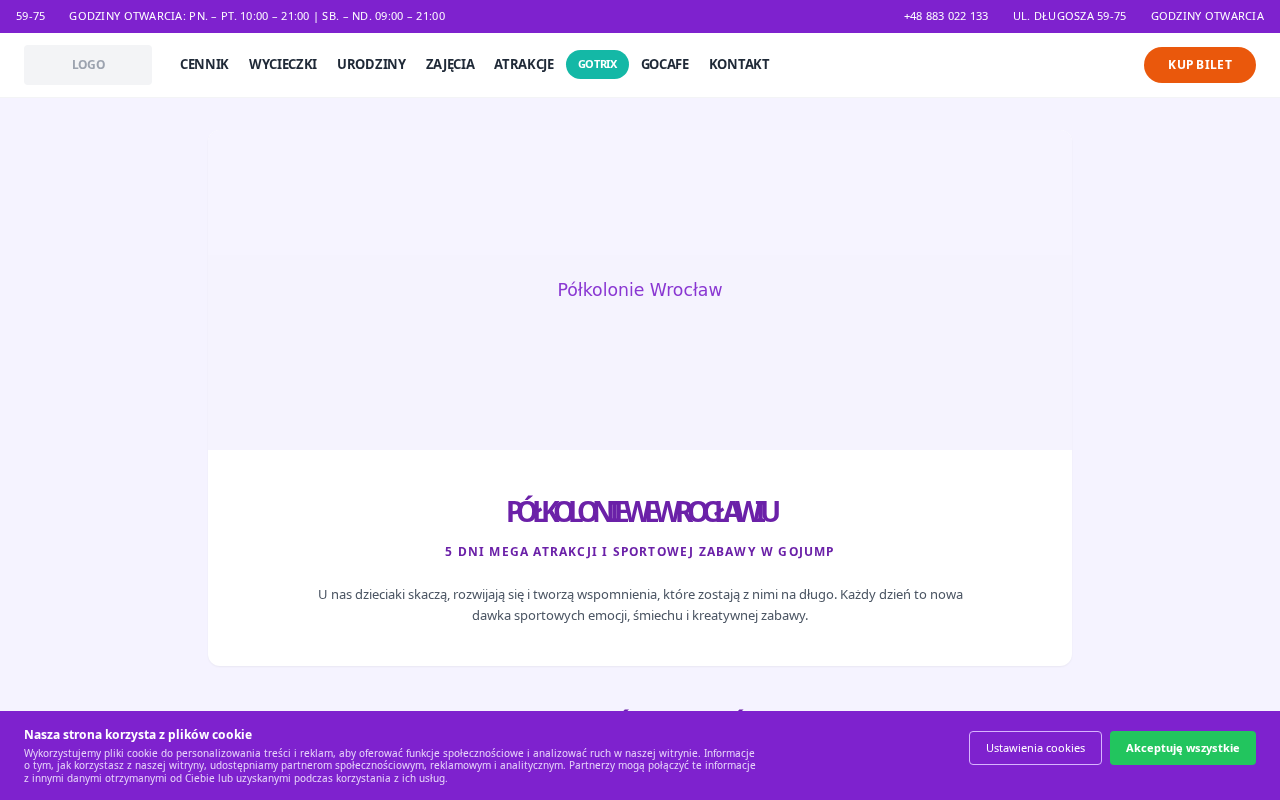 59-75 GODZINY OTWARCIA: PN. – PT. 10:00 – 21:00 | SB. – ND. 09:00 – 21:00 +48 883 022 133 UL. DŁUGOSZA 59-75 GODZINY OTWARCIA
LOGO CENNIK WYCIECZKI URODZINY ZAJĘCIA ATRAKCJE GOTRIX GOCAFE KONTAKT KUP BILET
Półkolonie Wrocław
PÓŁKOLONIE WE WROCŁAWIU
5 DNI MEGA ATRAKCJI I SPORTOWEJ ZABAWY W GOJUMP
U nas dzieciaki skaczą, rozwijają się i tworzą wspomnienia, które zostają z nimi na długo. Każdy dzień to nowa
dawka sportowych emocji, śmiechu i kreatywnej zabawy.
Nasza strona korzysta z plików cookie
Wykorzystujemy pliki cookie do personalizowania treści i reklam, aby oferować funkcje społecznościowe i analizować ruch w naszej witrynie. Informacje
o tym, jak korzystasz z naszej witryny, udostępniamy partnerom społecznościowym, reklamowym i analitycznym. Partnerzy mogą połączyć te informacje
z innymi danymi otrzymanymi od Ciebie lub uzyskanymi podczas korzystania z ich usług.
Ustawienia cookies Akceptuję wszystkie